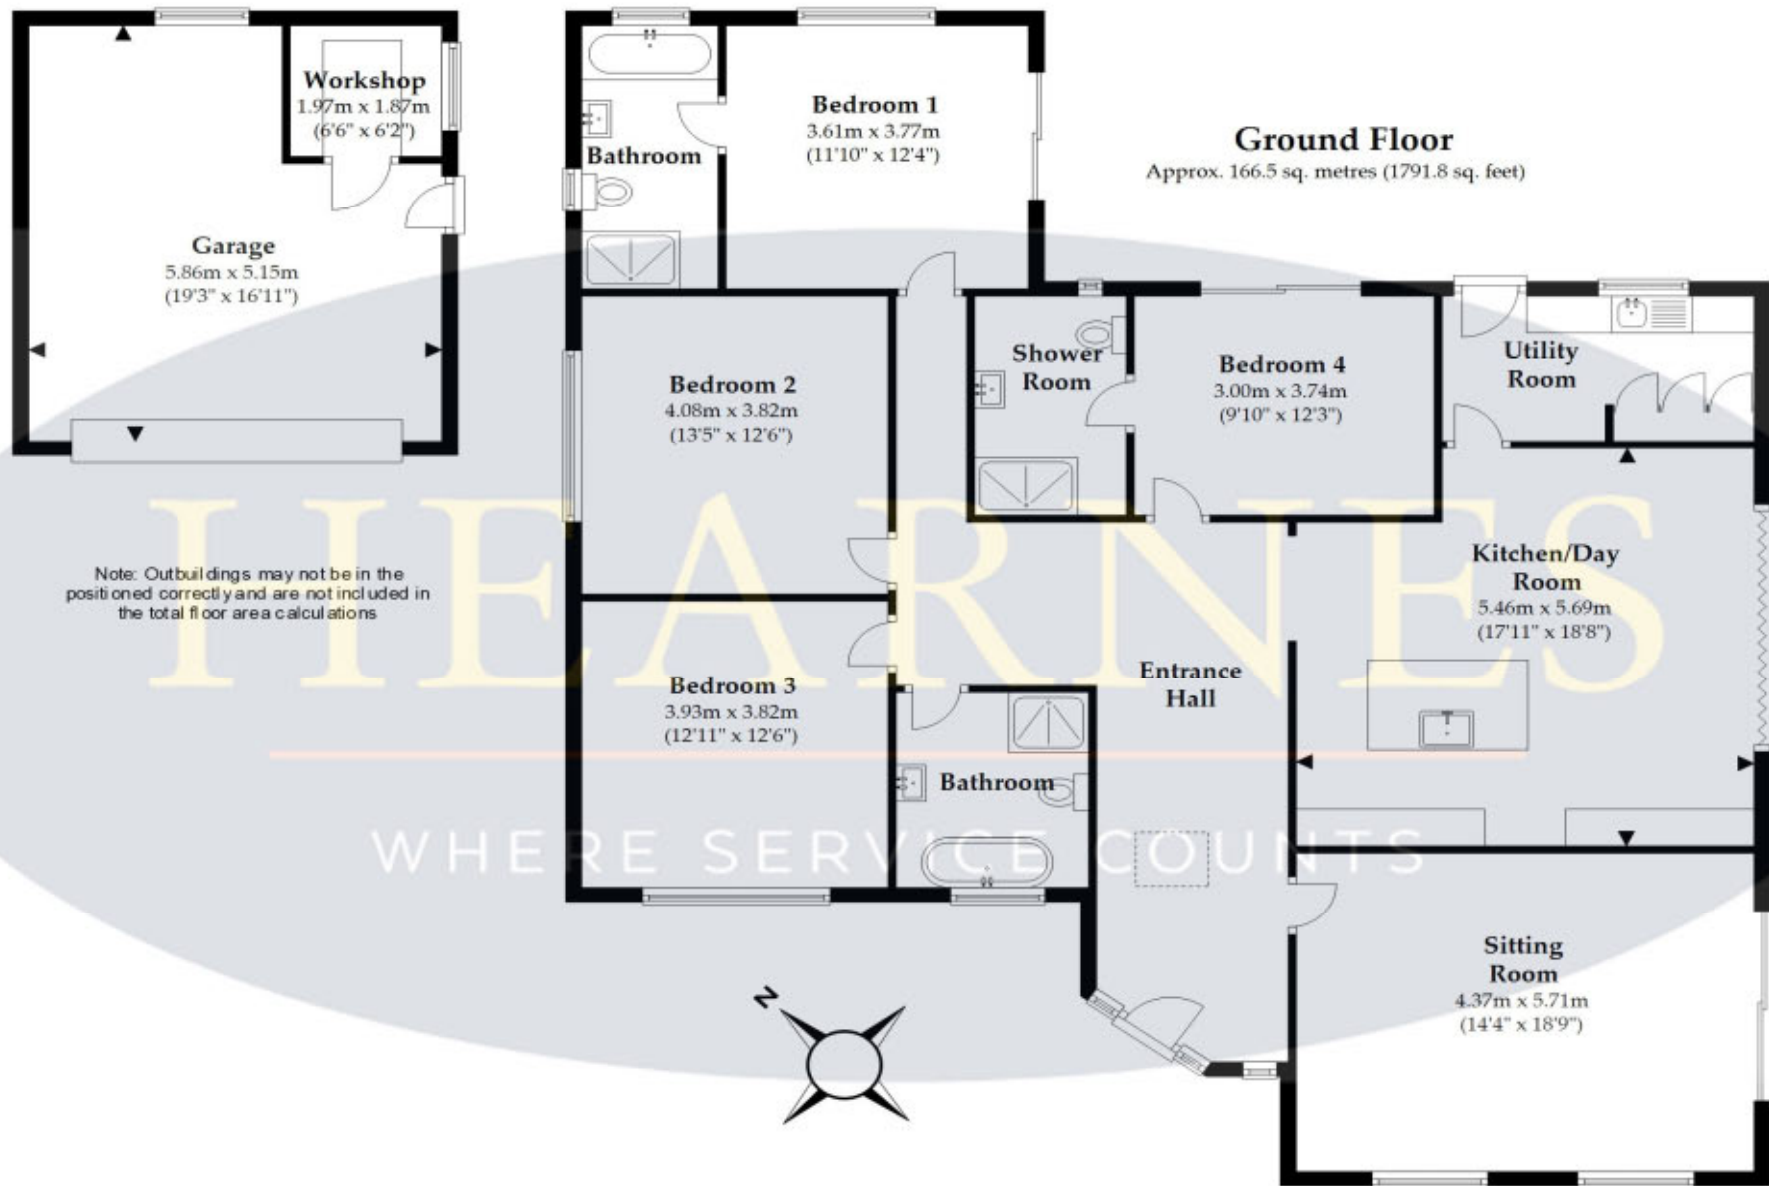 Workshop
1.97m x 1.87m
(6'6" x 6'2")
Garage
5.86m x 5.15m
(19'3" x 16'11")
Note: Outbuildings may not be in the
positioned correctly and are not included in
the total floor area calculations
Bedroom 1
3.61m x 3.77m
(11'10" x 12'4")
Bathroom
Ground Floor
Approx. 166.5 sq. metres (1791.8 sq. feet)
Bedroom 2
4.08m x 3.82m
(13'5" x 12'6")
Shower
Room
Bedroom 4
3.00m x 3.74m
(9'10" x 12'3")
Utility
Room
HEARNES
Kitchen/Day
Room
5.46m x 5.69m
(17'11" x 18'8")
Entrance
Hall
Bedroom 3
3.93m x 3.82m
(12'11" x 12'6")
Bathroom
WHERE SERVICE COUNTS
Sitting
Room
4.37m x 5.71m
(14'4" x 18'9")
N